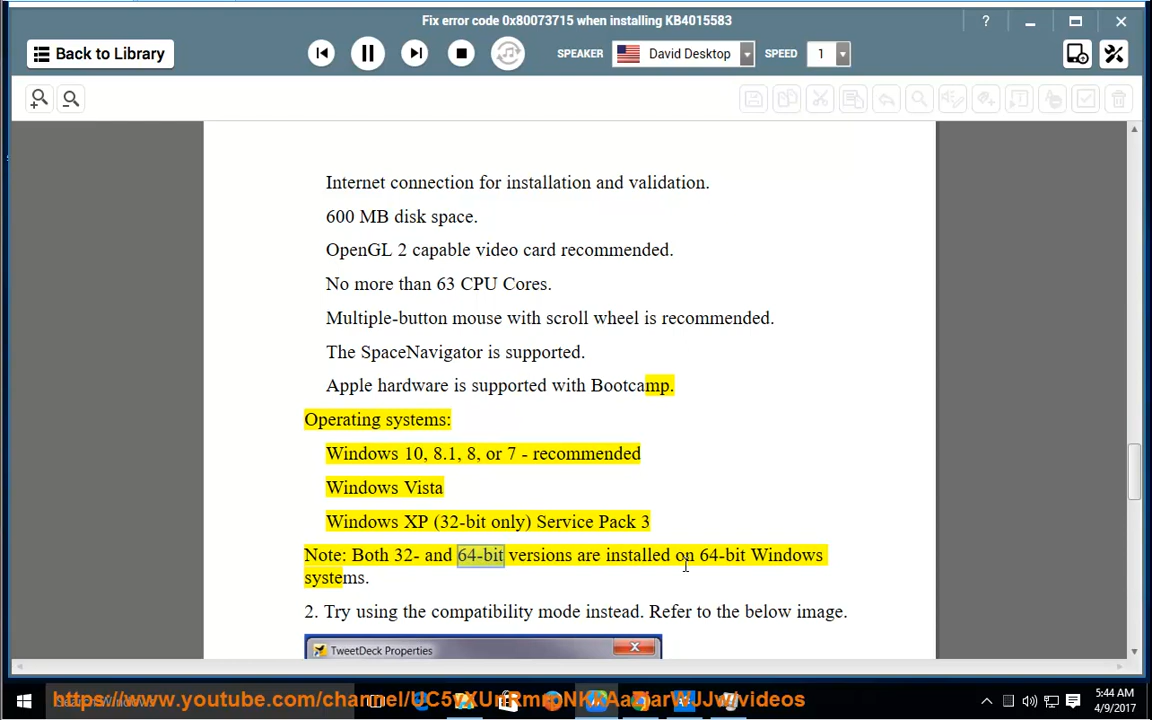 Fix error code 0x80073715 when installing KB4015583
?
Back to Library
SPEAKER David Desktop SPEED 1
Internet connection for installation and validation.
600 MB disk space.
OpenGL 2 capable video card recommended.
No more than 63 CPU Cores.
Multiple-button mouse with scroll wheel is recommended.
The SpaceNavigator is supported.
Apple hardware is supported with Bootcamp.
Operating systems:
Windows 10, 8.1, 8, or 7 - recommended
Windows Vista
Windows XP (32-bit only) Service Pack 3
Note: Both 32- and 64-bit versions are installed on 64-bit Windows
systems.
2. Try using the compatibility mode instead. Refer to the below image.
TweetDeck Properties
5:44 AM
4/9/2017